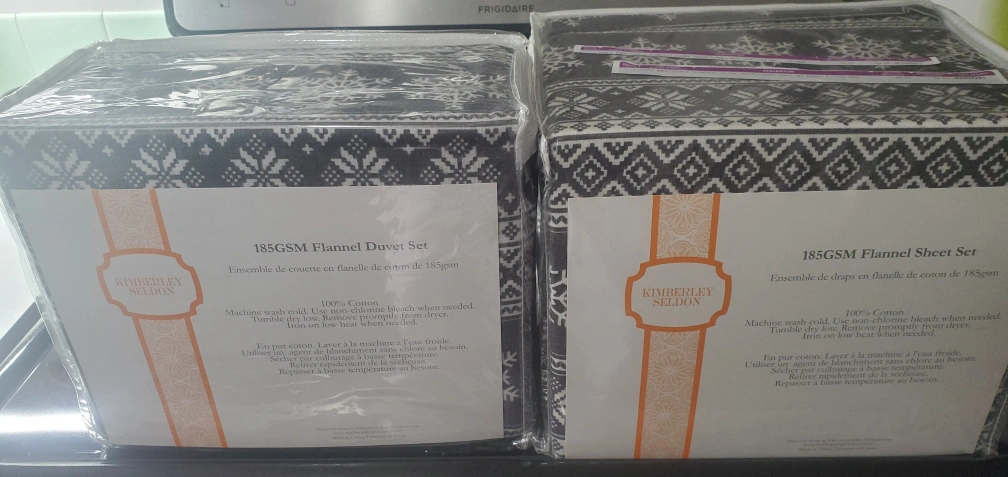 FRIGIDAIRE
KIMBERLEY
SELDON
185GSM Flannel Duvet Set
Ensemble de couette en flanelle de coton de 185gsm
100% Cotton
Machine wash cold. Use non-chlorine bleach when needed.
Tumble dry low. Remove promptly from dryer.
Iron on low heat when needed.
En pur coton. Laver à la machine à l'eau froide.
Utiliser un agent de blanchiment sans chlore au besoin.
Sécher par culbutage à basse température.
Retirer rapidement de la sécheuse.
Repasser à basse température au besoin.
KIMBERLEY
SELDON
185GSM Flannel Sheet Set
Ensemble de draps en flanelle de coton de 185gsm
100% Cotton
Machine wash cold. Use non-chlorine bleach when needed.
Tumble dry low. Remove promptly from dryer.
Iron on low heat when needed.
En pur coton. Laver à la machine à l'eau froide.
Utiliser un agent de blanchiment sans chlore au besoin.
Sécher par culbutage à basse température.
Retirer rapidement de la sécheuse.
Repasser à basse température au besoin.